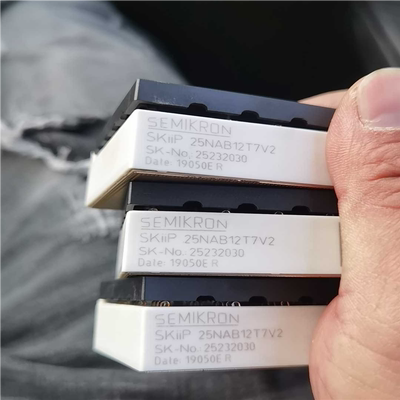 SEMIKRON
SKiiP 25NAB12T7V2
SK-No. 25232030
Date: 19050E R
SEMIKRON
SKiiP 25NAB12T7V2
SK-No. 25232030
Date: 19050E R
SEMIKRON
SKiiP 25NAB12T7V2
SK-No.: 25232030
Date: 19050E R